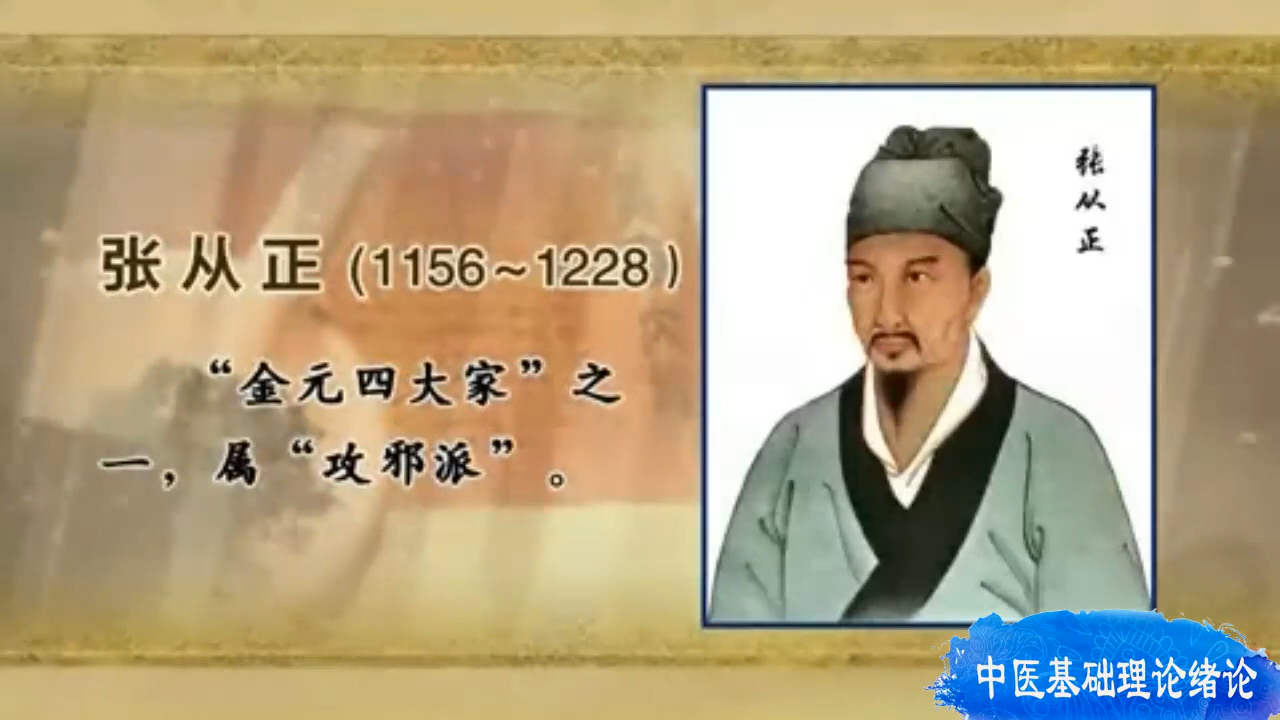 张从正(1156~1228)
“金元四大家”之
一，属“攻邪派”。
张从正
中医基础理论绪论